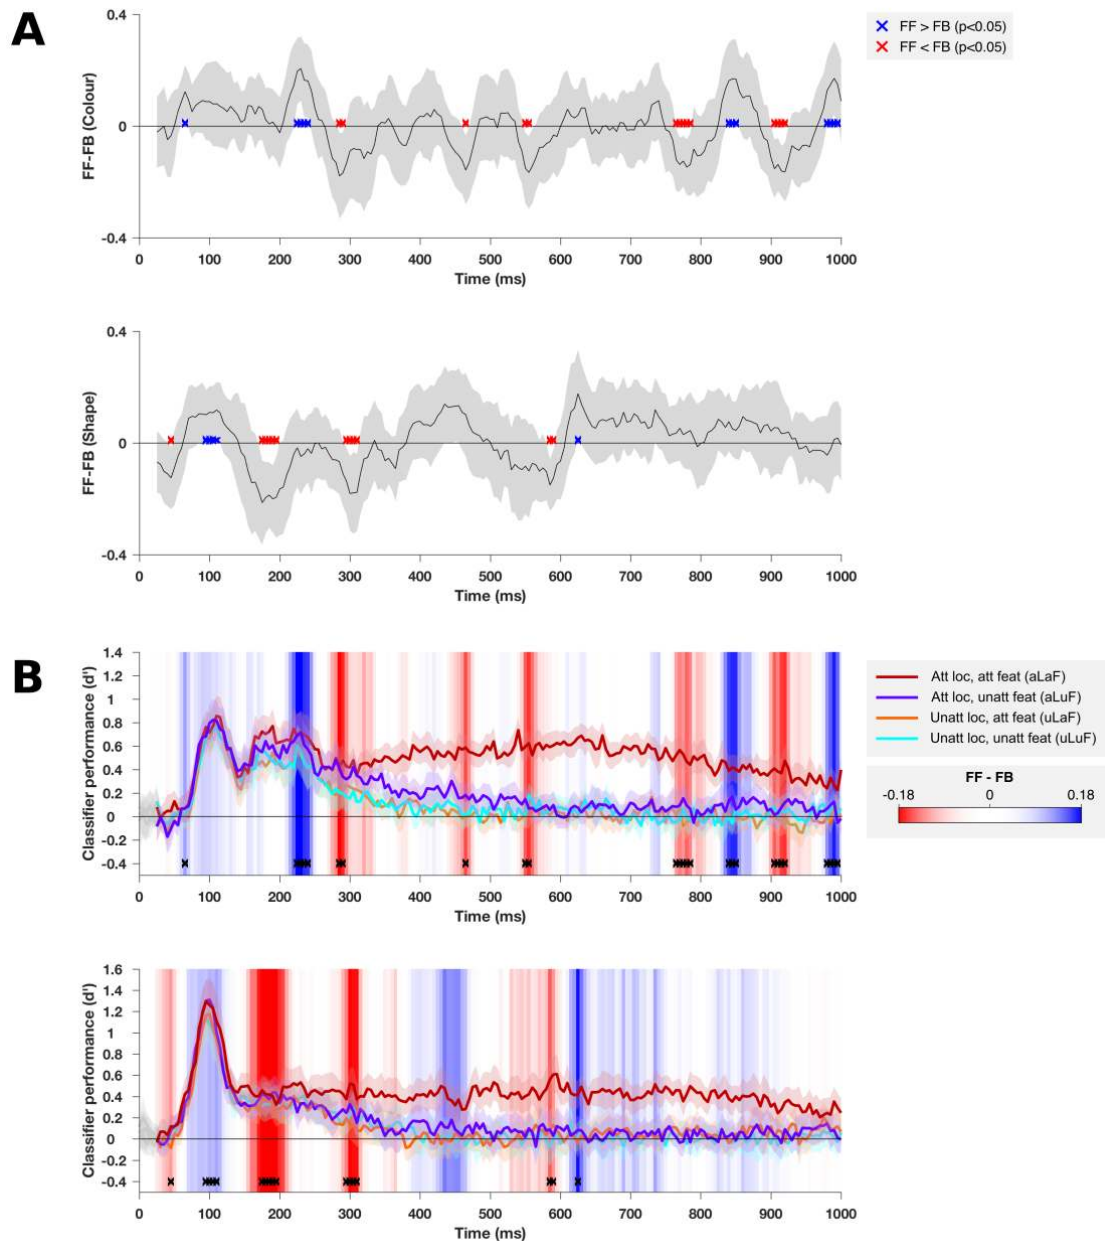 A
0.4
0
-0.4
FF-FB (Colour)
0 100 200 300 400 500 600 700 800 900 1000
Time (ms)
FF > FB (p<0.05)
FF < FB (p<0.05)
0.4
0
-0.4
FF-FB (Shape)
0 100 200 300 400 500 600 700 800 900 1000
Time (ms)
B
1.4
1.2
1
0.8
0.6
0.4
0.2
0
-0.2
-0.4
Classifier performance (d')
0 100 200 300 400 500 600 700 800 900 1000
Time (ms)
Att loc, att feat (aLaF)
Att loc, unatt feat (aLuF)
Unatt loc, att feat (uLaF)
Unatt loc, unatt feat (uLuF)
FF - FB
-0.18 0 0.18
1.6
1.4
1.2
1
0.8
0.6
0.4
0.2
0
-0.2
-0.4
Classifier performance (d')
0 100 200 300 400 500 600 700 800 900 1000
Time (ms)